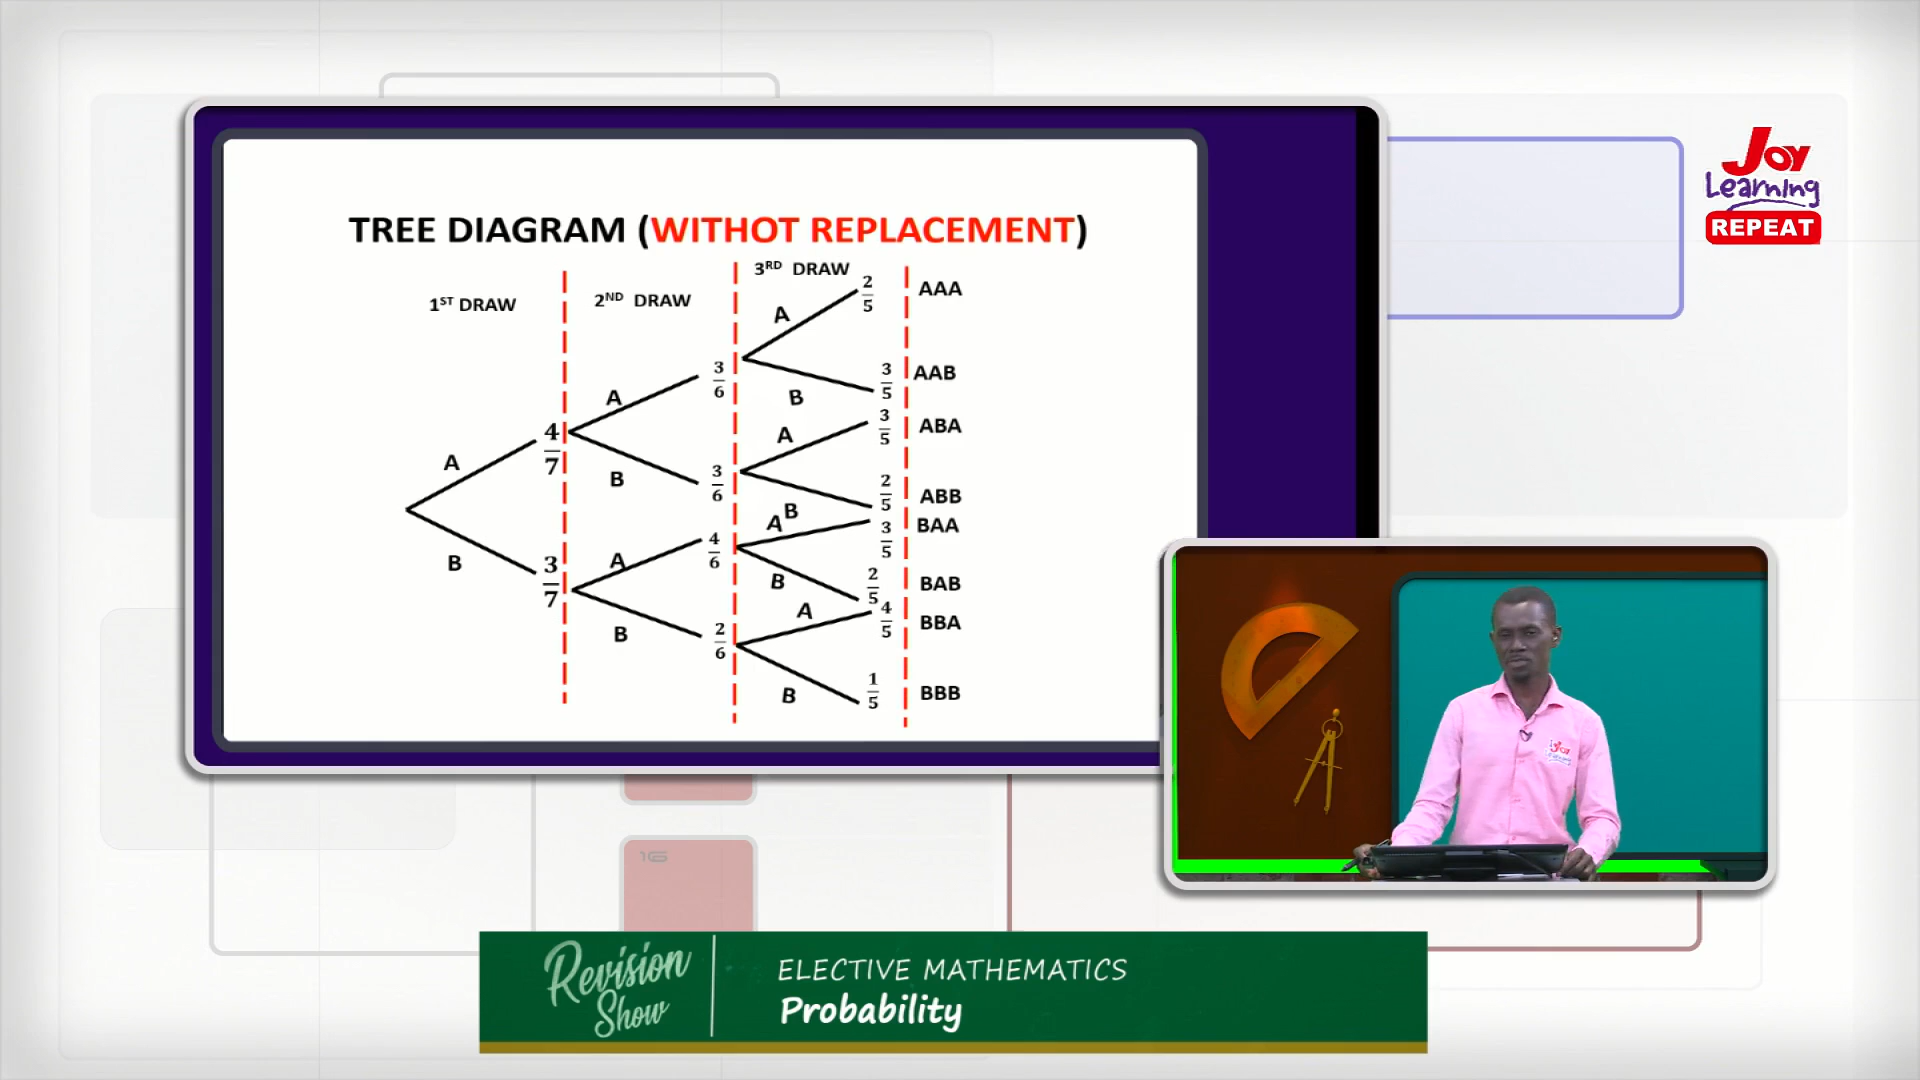 Joy
Learning
REPEAT
TREE DIAGRAM (WITHOT REPLACEMENT)
1ST DRAW
2ND DRAW
3RD DRAW
A
4/7
B
3/7
A
3/6
B
3/6
A
4/6
B
2/6
A
2/5
AAA
B
3/5
AAB
A
3/5
ABA
B
2/5
ABB
A
3/5
BAA
B
2/5
BAB
A
4/5
BBA
B
1/5
BBB
16
Joy
Revision
Show
ELECTIVE MATHEMATICS
Probability